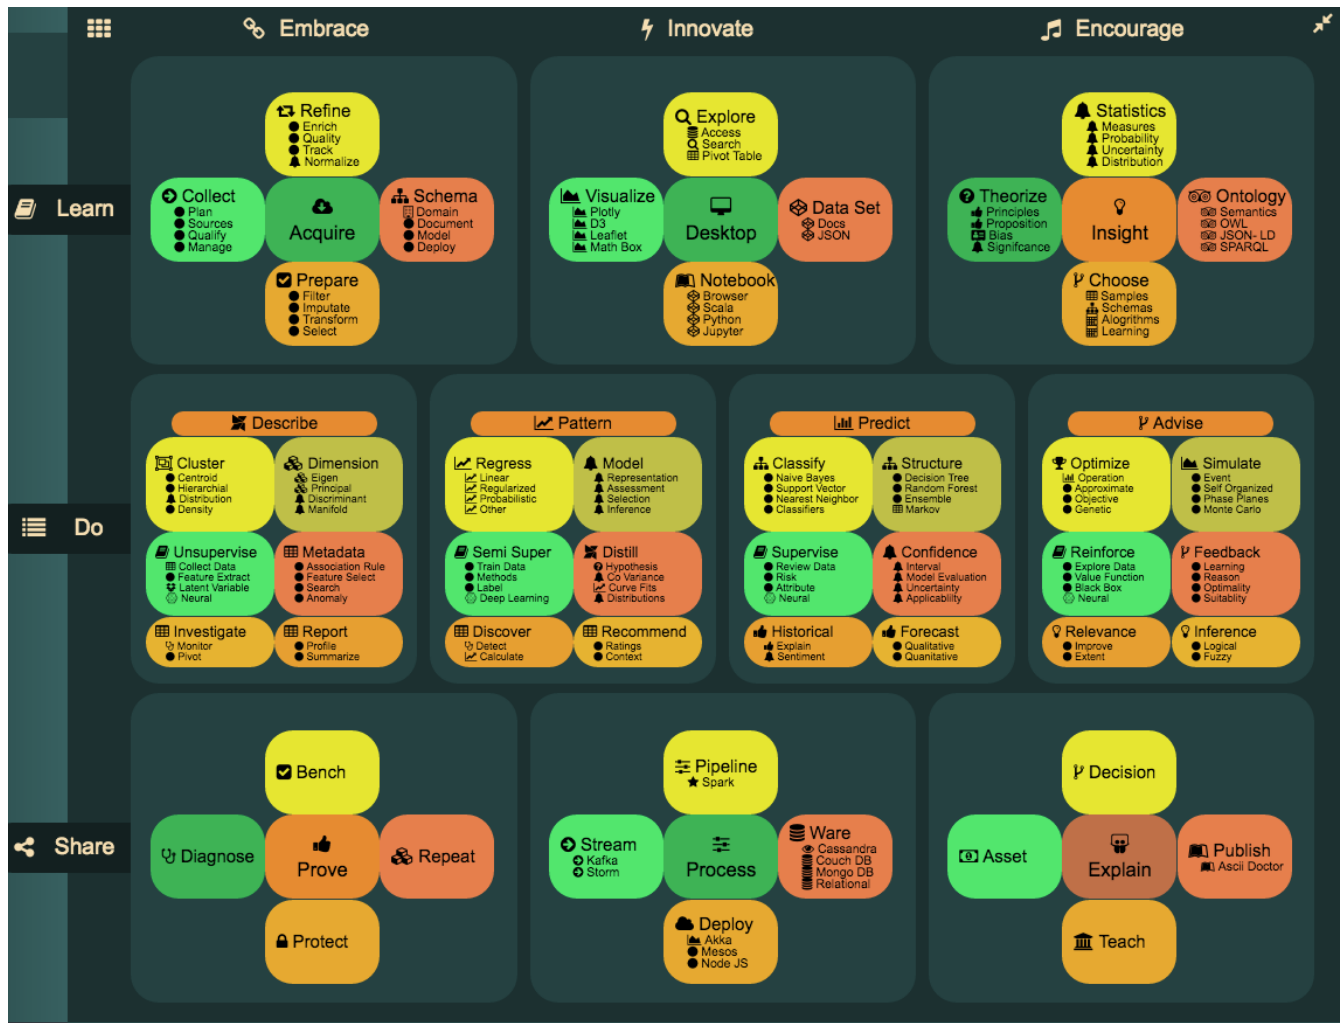 Embrace
Innovate
Encourage
Learn
Refine
Enrich
Quality
Track
Normalize
Collect
Plan
Sources
Qualify
Manage
Acquire
Schema
Domain
Document
Model
Deploy
Prepare
Filter
Imputate
Transform
Select
Explore
Access
Search
Pivot Table
Visualize
Plotly
D3
Leaflet
Math Box
Desktop
Data Set
Docs
JSON
Notebook
Browser
Scala
Python
Jupyter
Statistics
Measures
Probability
Uncertainty
Distribution
Theorize
Principles
Proposition
Bias
Signifcance
Insight
Ontology
Semantics
OWL
JSON- LD
SPARQL
Choose
Samples
Schemas
Alogrithms
Learning
Do
Describe
Cluster
Centroid
Hierarchial
Distribution
Density
Dimension
Eigen
Principal
Discriminant
Manifold
Unsupervise
Collect Data
Feature Extract
Latent Variable
Neural
Metadata
Association Rule
Feature Select
Search
Anomaly
Investigate
Monitor
Pivot
Report
Profile
Summarize
Pattern
Regress
Linear
Regularized
Probabilistic
Other
Model
Representation
Assessment
Selection
Inference
Semi Super
Train Data
Methods
Label
Deep Learning
Distill
Hypothesis
Co Variance
Curve Fits
Distributions
Discover
Detect
Calculate
Recommend
Ratings
Context
Predict
Classify
Naive Bayes
Support Vector
Nearest Neighbor
Classifiers
Structure
Decision Tree
Random Forest
Ensemble
Markov
Supervise
Review Data
Risk
Attribute
Neural
Confidence
Interval
Model Evaluation
Uncertainty
Applicablity
Historical
Explain
Sentiment
Forecast
Qualitative
Quanitative
Advise
Optimize
Operation
Approximate
Objective
Genetic
Simulate
Event
Self Organized
Phase Planes
Monte Carlo
Reinforce
Explore Data
Value Function
Black Box
Neural
Feedback
Learning
Reason
Optimality
Suitablity
Relevance
Improve
Extent
Inference
Logical
Fuzzy
Share
Bench
Diagnose
Prove
Repeat
Protect
Pipeline
Spark
Stream
Kafka
Storm
Process
Ware
Cassandra
Couch DB
Mongo DB
Relational
Deploy
Akka
Mesos
Node JS
Decision
Asset
Explain
Publish
Ascii Doctor
Teach